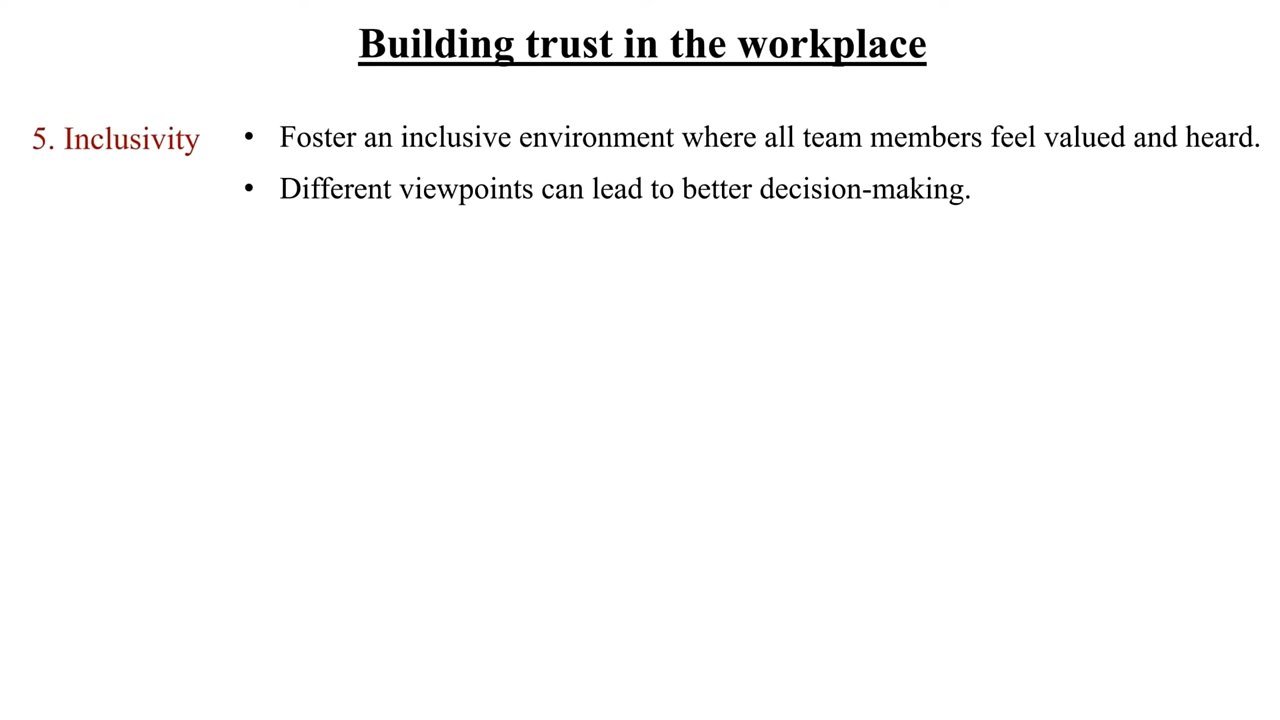 Building trust in the workplace
5. Inclusivity
• Foster an inclusive environment where all team members feel valued and heard.
• Different viewpoints can lead to better decision-making.